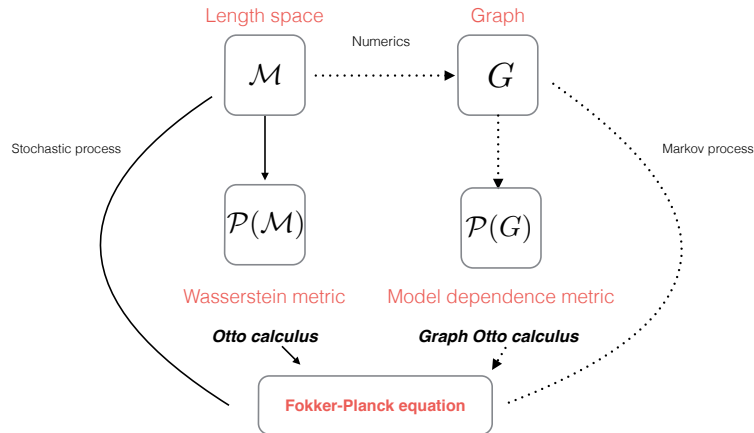 Length space
Graph
Numerics
ℳ
G
Stochastic process
Markov process
𝒫(ℳ)
𝒫(G)
Wasserstein metric
Model dependence metric
Otto calculus
Graph Otto calculus
Fokker-Planck equation